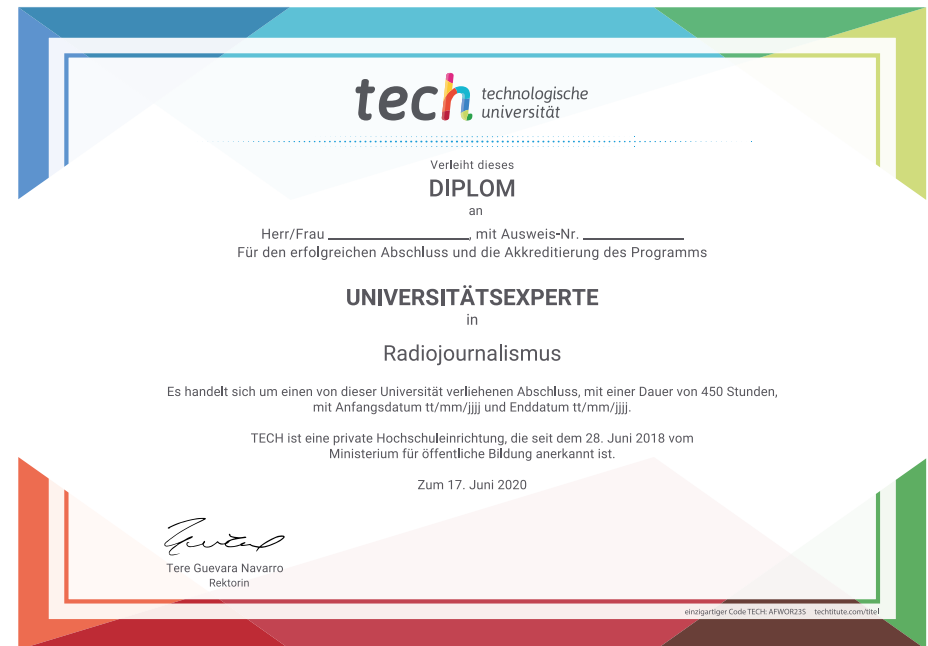 tech technologische
universität
Verleiht dieses
DIPLOM
an
Herr/Frau ____________________, mit Ausweis-Nr. ______________
Für den erfolgreichen Abschluss und die Akkreditierung des Programms
UNIVERSITÄTSEXPERTE
in
Radiojournalismus
Es handelt sich um einen von dieser Universität verliehenen Abschluss, mit einer Dauer von 450 Stunden,
mit Anfangsdatum tt/mm/jjjj und Enddatum tt/mm/jjjj.
TECH ist eine private Hochschuleinrichtung, die seit dem 28. Juni 2018 vom
Ministerium für öffentliche Bildung anerkannt ist.
Zum 17. Juni 2020
Tere Guevara Navarro
Rektorin
einzigartiger Code TECH: AFWOR23S techtitute.com/titel